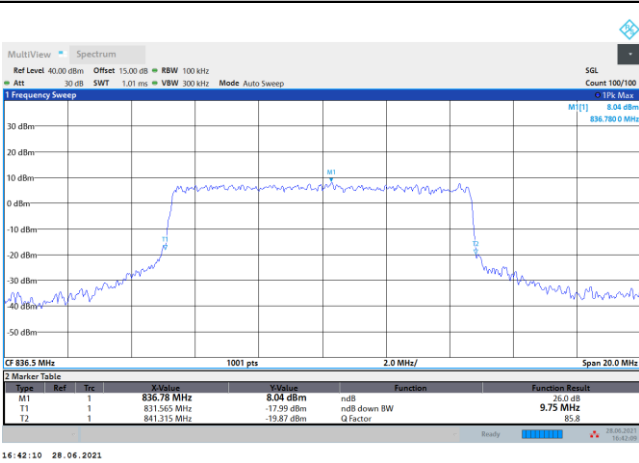 MultiView Spectrum
Ref Level 40.00 dBm Offset 15.00 dB RBW 100 kHz SGL
Att 30 dB SWT 1.01 ms VBW 300 kHz Mode Auto Sweep Count 100/100
1 Frequency Sweep 1Pk Max
M1[1] 8.04 dBm
836.780 0 MHz
30 dBm
20 dBm
M1
10 dBm
0 dBm
-10 dBm
T1 T2
-20 dBm
-30 dBm
-40 dBm
-50 dBm
CF 836.5 MHz 1001 pts 2.0 MHz/ Span 20.0 MHz
2 Marker Table
Type Ref Trc X-Value Y-Value Function Function Result
M1 1 836.78 MHz 8.04 dBm ndB 26.0 dB
T1 1 831.565 MHz -17.99 dBm ndB down BW 9.75 MHz
T2 1 841.315 MHz -19.87 dBm Q Factor 85.8
Ready 28.06.2021
16:42:09
16:42:10 28.06.2021